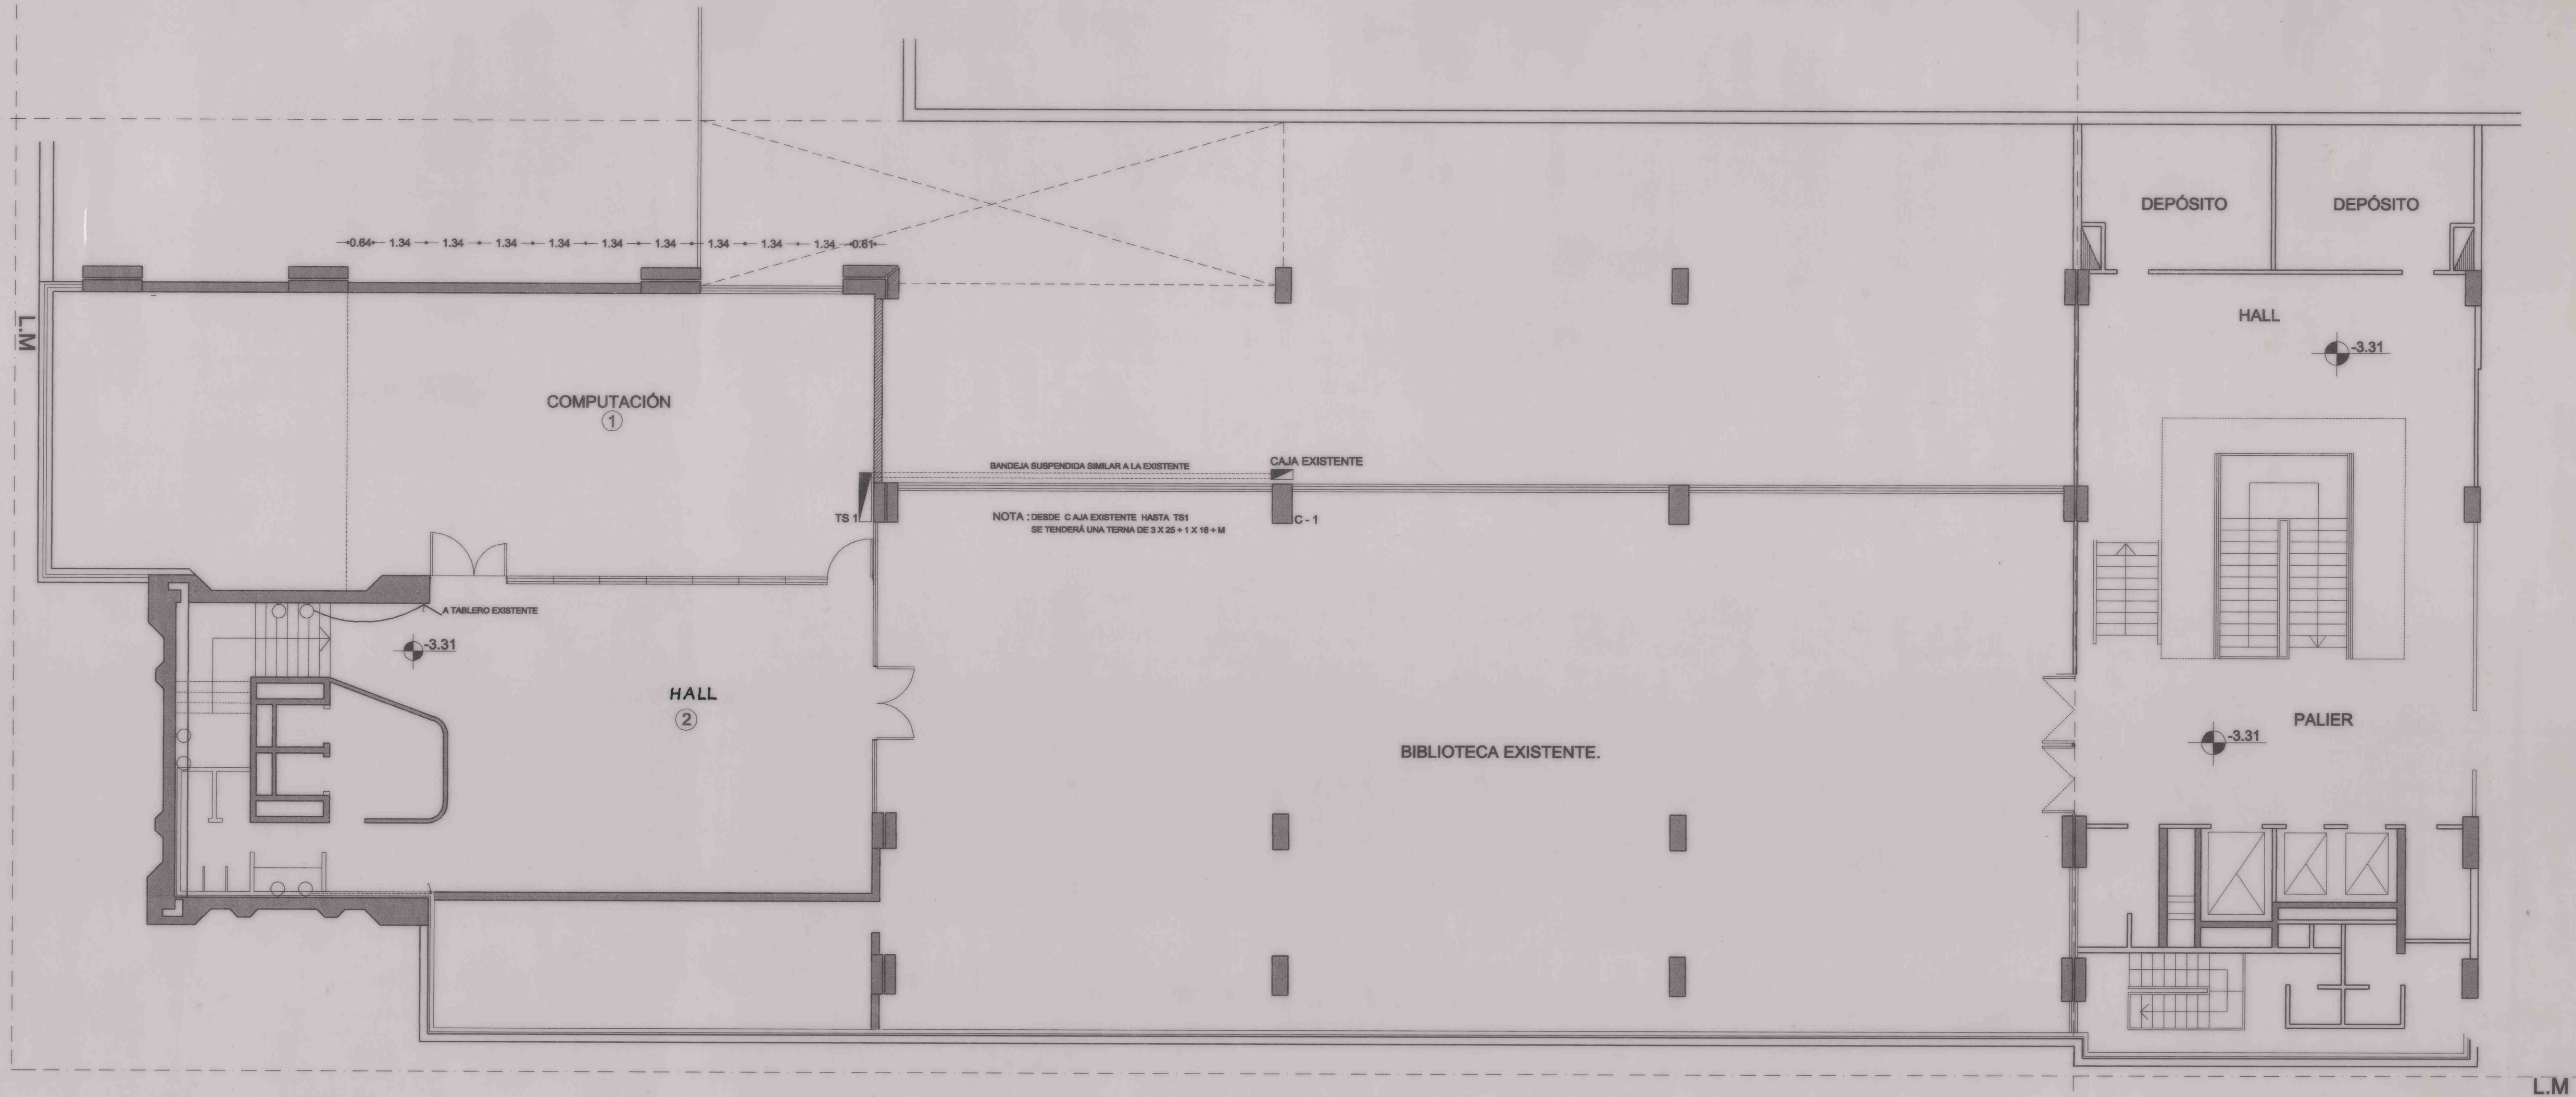 DEPÓSITO
DEPÓSITO
0.64 1.34 1.34 1.34 1.34 1.34 1.34 1.34 1.34 1.34 0.61
L.M
HALL
-3.31
COMPUTACIÓN
1
BANDEJA SUSPENDIDA SIMILAR A LA EXISTENTE
CAJA EXISTENTE
TS 1
NOTA : DESDE C AJA EXISTENTE HASTA TS1
SE TENDERÁ UNA TERNA DE 3 X 25 + 1 X 16 + M
C - 1
A TABLERO EXISTENTE
-3.31
HALL
2
PALIER
-3.31
BIBLIOTECA EXISTENTE.
L.M